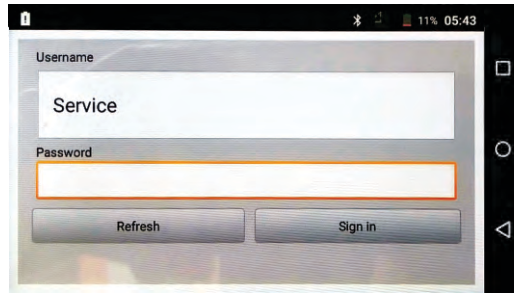 11% 05:43
Username
Service
Password
Refresh Sign in